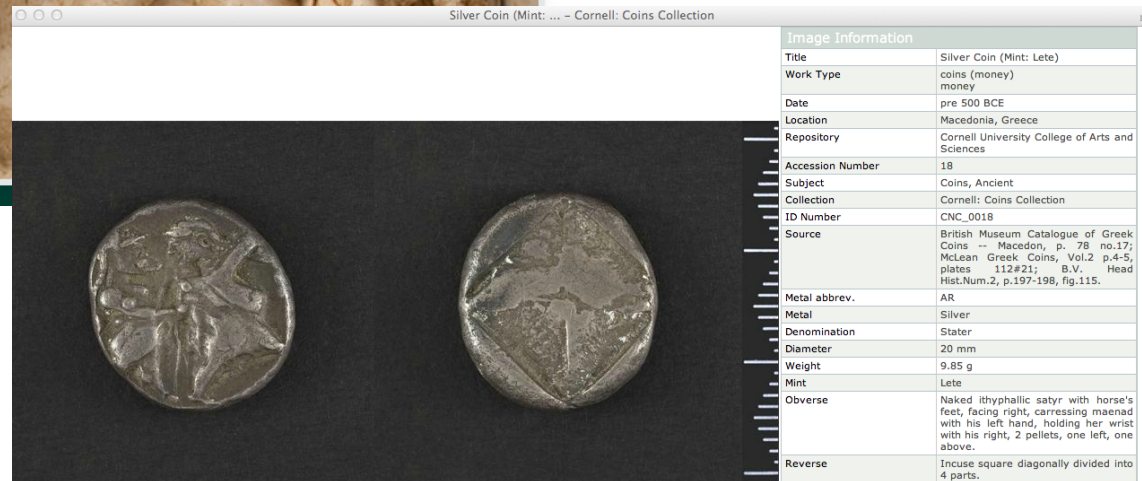 Silver Coin (Mint: ... – Cornell: Coins Collection
Image Information
Title Silver Coin (Mint: Lete)
Work Type coins (money)
money
Date pre 500 BCE
Location Macedonia, Greece
Repository Cornell University College of Arts and
Sciences
Accession Number 18
Subject Coins, Ancient
Collection Cornell: Coins Collection
ID Number CNC_0018
Source British Museum Catalogue of Greek
Coins -- Macedon, p. 78 no.17;
McLean Greek Coins, Vol.2 p.4-5,
plates 112#21; B.V. Head
Hist.Num.2, p.197-198, fig.115.
Metal abbrev. AR
Metal Silver
Denomination Stater
Diameter 20 mm
Weight 9.85 g
Mint Lete
Obverse Naked ithyphallic satyr with horse's
feet, facing right, carressing maenad
with his left hand, holding her wrist
with his right, 2 pellets, one left, one
above.
Reverse Incuse square diagonally divided into
4 parts.